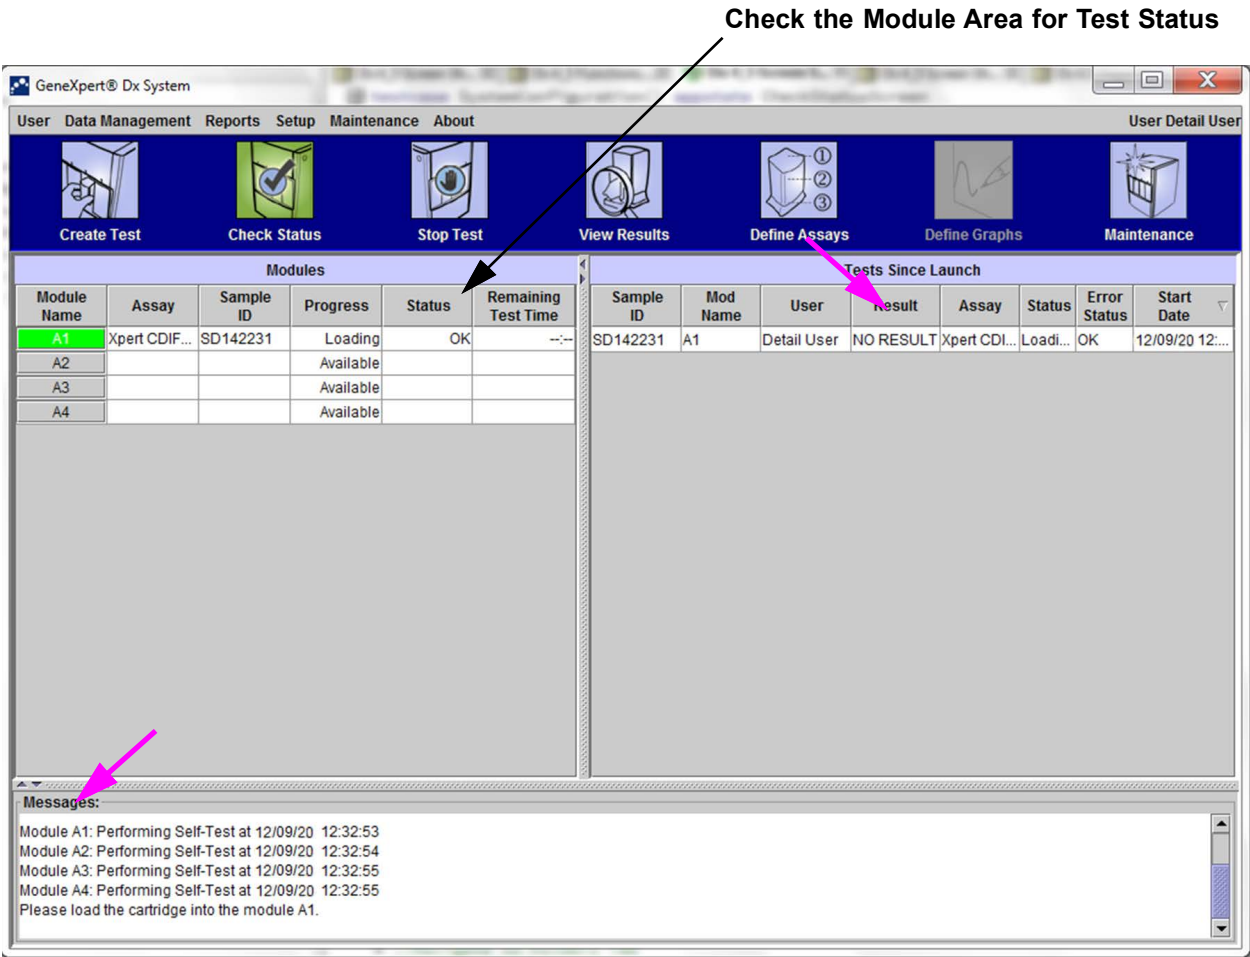 Check the Module Area for Test Status
GeneXpert® Dx System
User Data Management Reports Setup Maintenance About User Detail User
Create Test Check Status Stop Test View Results Define Assays Define Graphs Maintenance
① ② ③
Modules
Module Name Assay Sample ID Progress Status Remaining Test Time
A1 Xpert CDIF... SD142231 Loading OK --:--
A2 Available
A3 Available
A4 Available
Tests Since Launch
Sample ID Mod Name User Result Assay Status Error Status Start Date
SD142231 A1 Detail User NO RESULT Xpert CDI... Loadi... OK 12/09/20 12:...
Messages:
Module A1: Performing Self-Test at 12/09/20 12:32:53
Module A2: Performing Self-Test at 12/09/20 12:32:54
Module A3: Performing Self-Test at 12/09/20 12:32:55
Module A4: Performing Self-Test at 12/09/20 12:32:55
Please load the cartridge into the module A1.